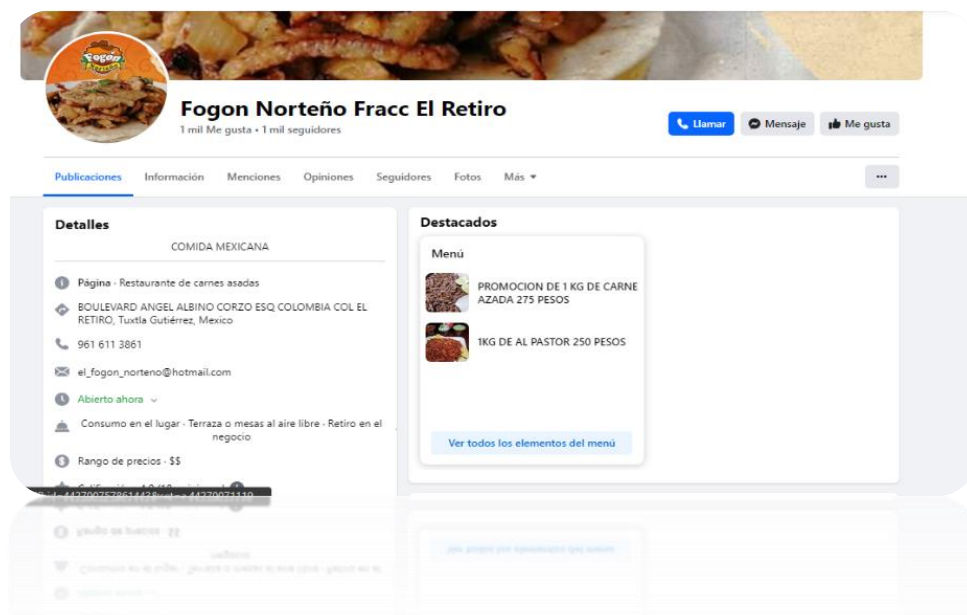 Fogon
Fogon Norteño Fracc El Retiro
1 mil Me gusta • 1 mil seguidores
Llamar
Mensaje
Me gusta
Publicaciones
Información
Menciones
Opiniones
Seguidores
Fotos
Más
Detalles
COMIDA MEXICANA
Página · Restaurante de carnes asadas
BOULEVARD ANGEL ALBINO CORZO ESQ COLOMBIA COL EL
RETIRO, Tuxtla Gutiérrez, Mexico
961 611 3861
el_fogon_norteno@hotmail.com
Abierto ahora
Consumo en el lugar · Terraza o mesas al aire libre · Retiro en el
negocio
Rango de precios · $$
Destacados
Menú
PROMOCION DE 1 KG DE CARNE
AZADA 275 PESOS
1KG DE AL PASTOR 250 PESOS
Ver todos los elementos del menú